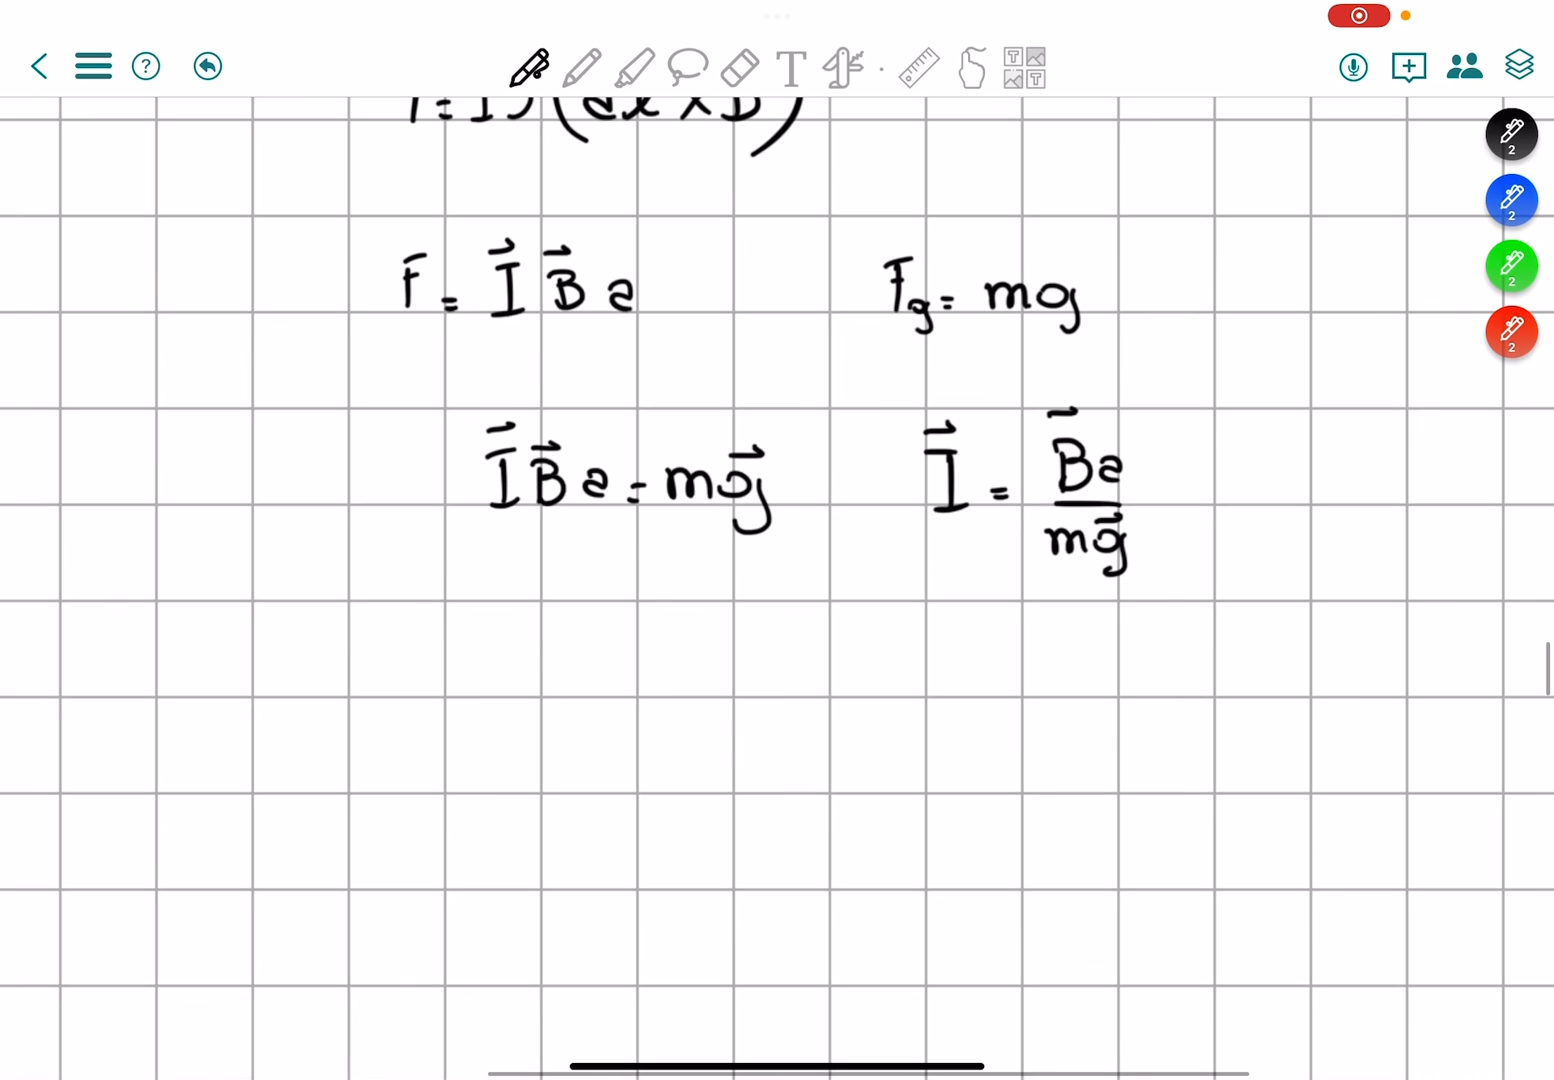 F = I⃗ B⃗ a    F_g = mg
I⃗ B⃗ a = mg⃗    I⃗ = B⃗a / mg⃗